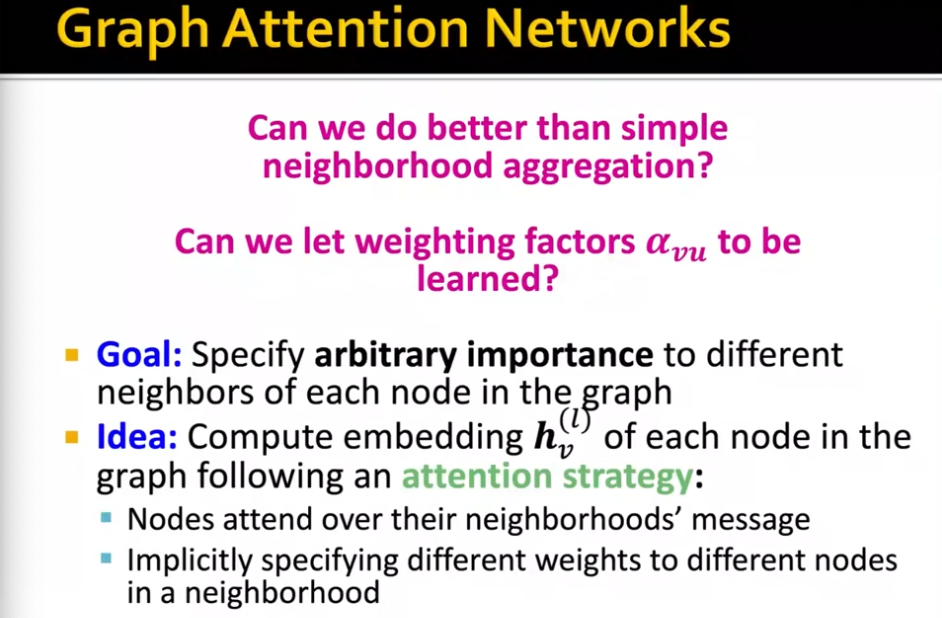 Graph Attention Networks
Can we do better than simple
neighborhood aggregation?
Can we let weighting factors α_{vu} to be
learned?
▪ Goal: Specify arbitrary importance to different
neighbors of each node in the graph
▪ Idea: Compute embedding h_v^{(l)} of each node in the
graph following an attention strategy:
▪ Nodes attend over their neighborhoods’ message
▪ Implicitly specifying different weights to different nodes
in a neighborhood